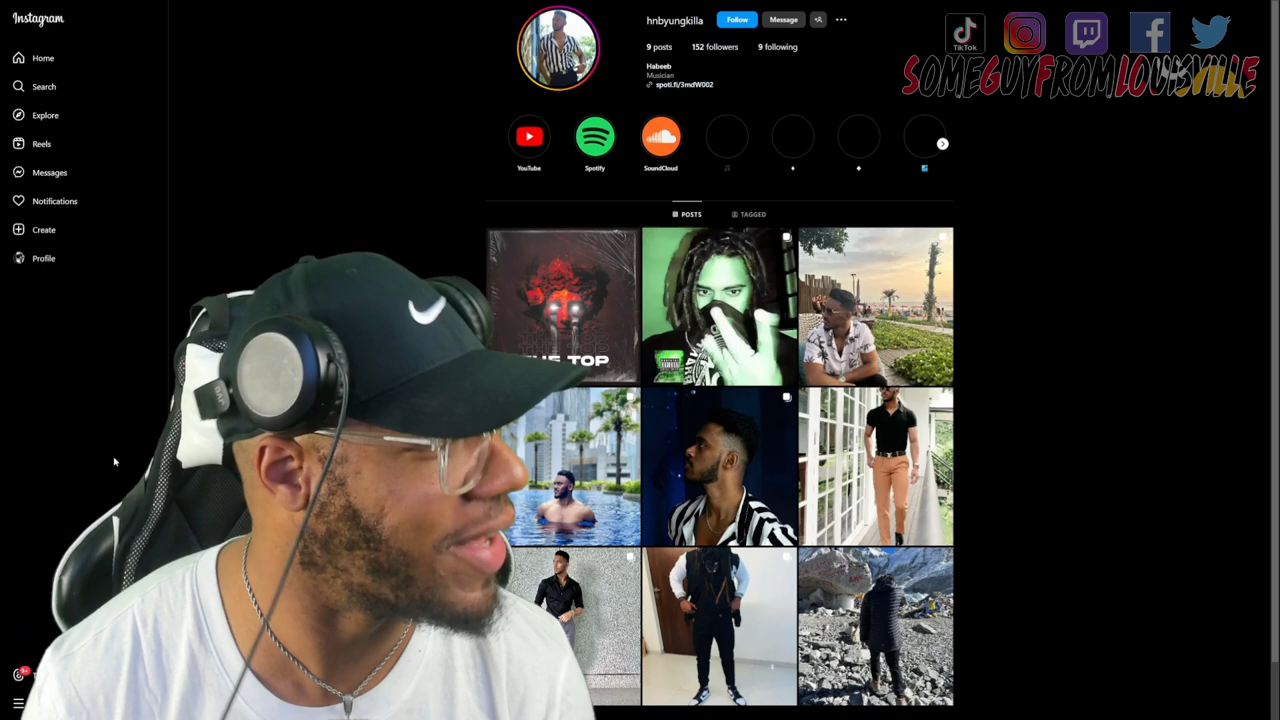 Instagram
Home
Search
Explore
Reels
Messages
Notifications
Create
Profile
9+
hnbyungkilla
Follow
Message
9 posts
152 followers
9 following
Habeeb
Musician
spoti.fi/3mdW002
YouTube
Spotify
SoundCloud
POSTS
TAGGED
TOP
TikTok
SOMEGUYFROMLOUISVILLE